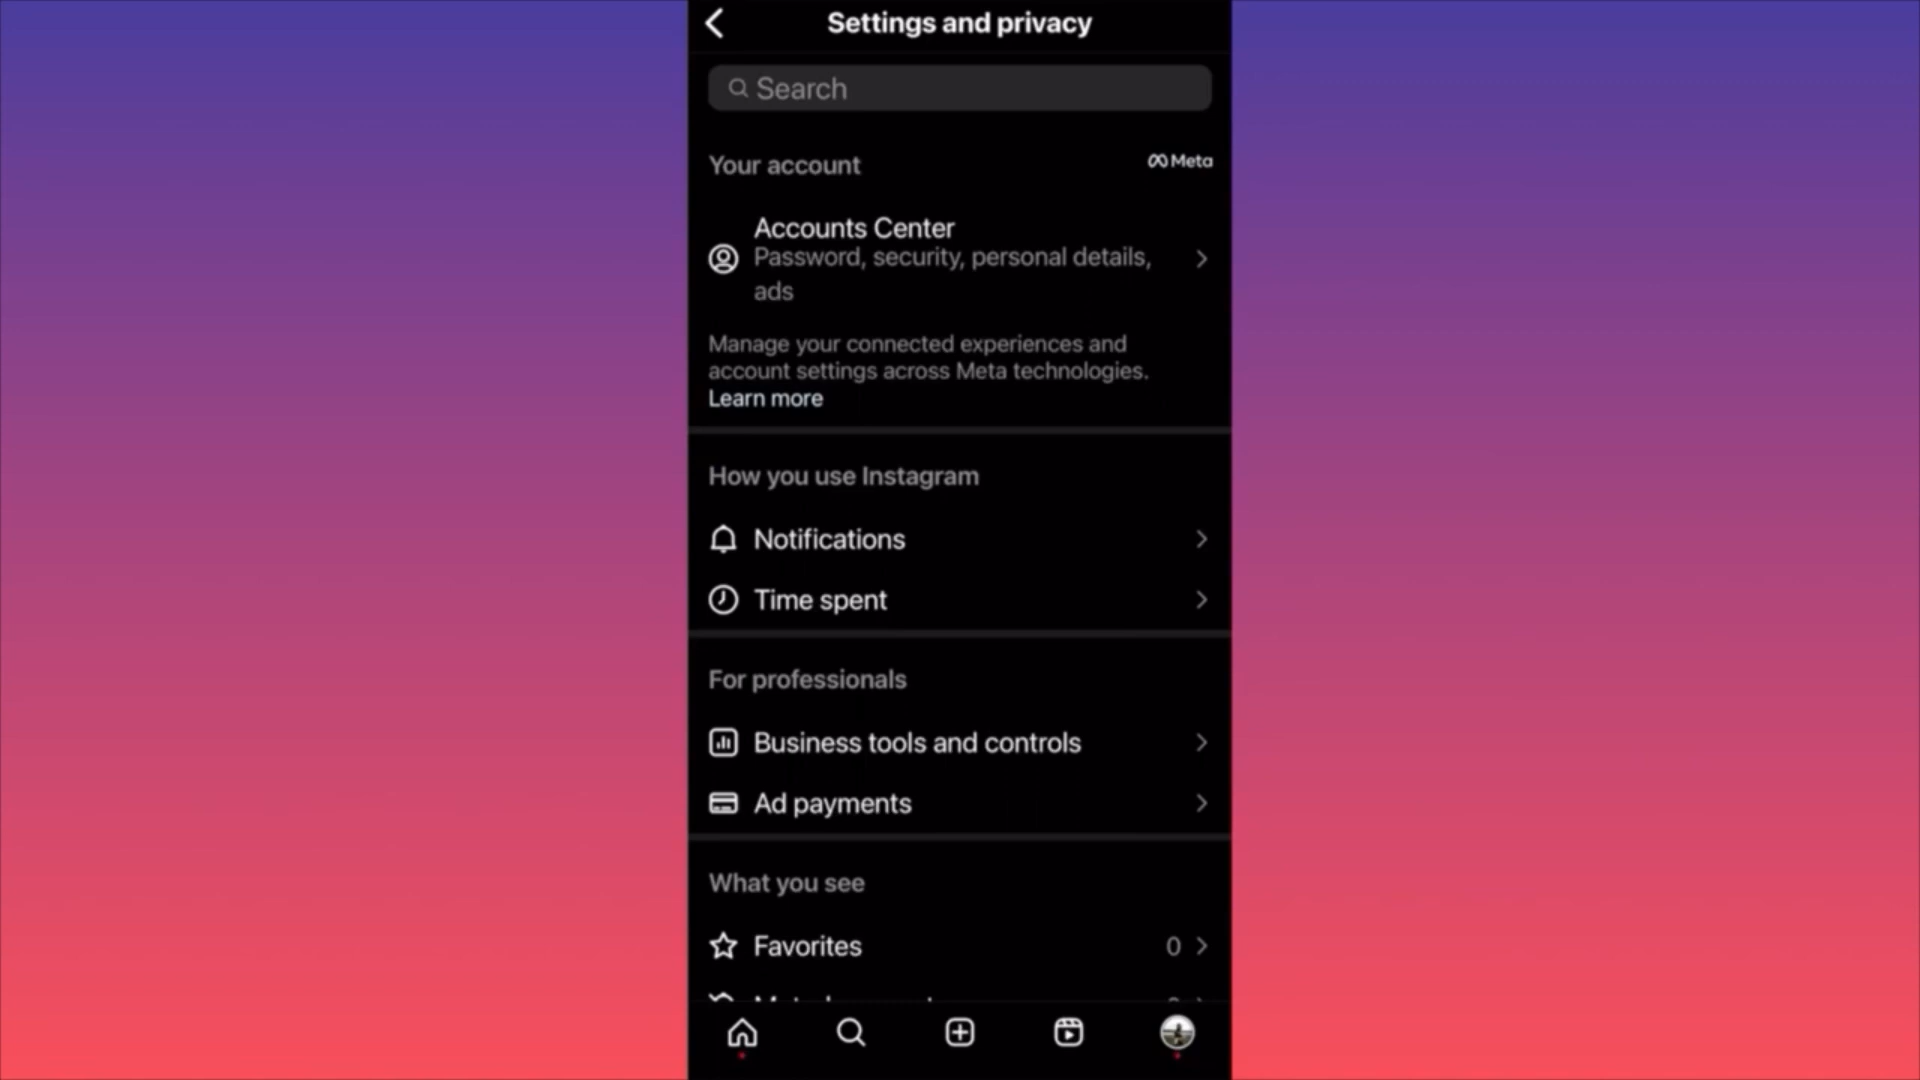 Settings and privacy
Search
Your account
Meta
Accounts Center
Password, security, personal details,
ads
Manage your connected experiences and
account settings across Meta technologies.
Learn more
How you use Instagram
Notifications
Time spent
For professionals
Business tools and controls
Ad payments
What you see
Favorites 0